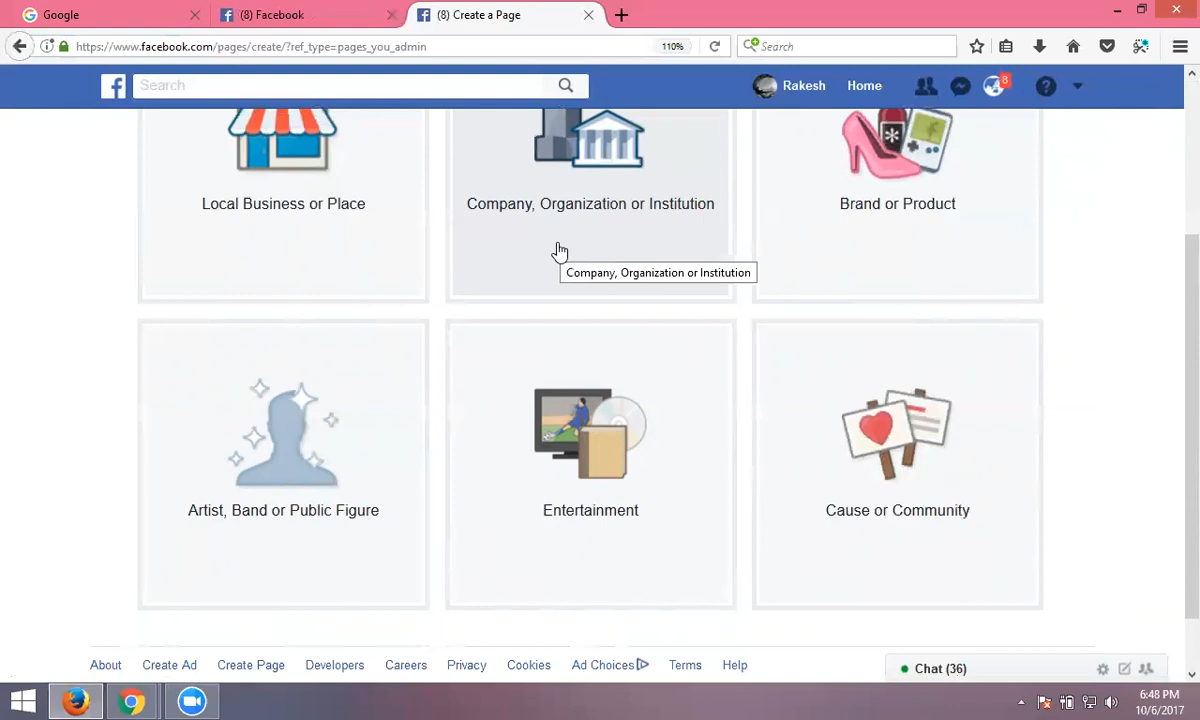 Google
(8) Facebook
(8) Create a Page
https://www.facebook.com/pages/create/?ref_type=pages_you_admin
110%
Search
Search
Rakesh
Home
8
Local Business or Place
Company, Organization or Institution
Brand or Product
Company, Organization or Institution
Artist, Band or Public Figure
Entertainment
Cause or Community
About
Create Ad
Create Page
Developers
Careers
Privacy
Cookies
Ad Choices
Terms
Help
Chat (36)
6:48 PM
10/6/2017